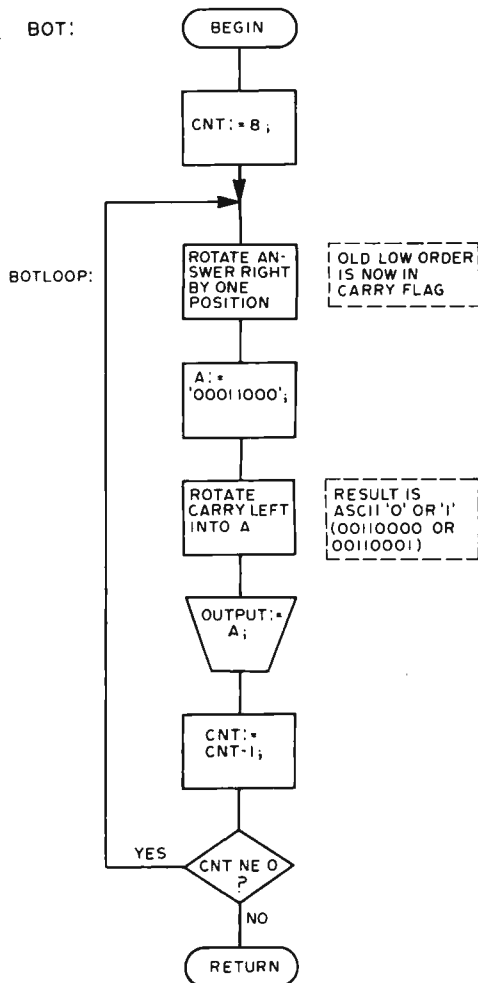 BOT:
BEGIN
CNT:=8;
BOTLOOP:
ROTATE AN-
SWER RIGHT
BY ONE
POSITION
OLD LOW ORDER
IS NOW IN
CARRY FLAG
A:=
'00011000';
ROTATE
CARRY LEFT
INTO A
RESULT IS
ASCII '0' OR '1'
(00110000 OR
00110001)
OUTPUT:=
A;
CNT:=
CNT-1;
YES
CNT NE 0
?
NO
RETURN